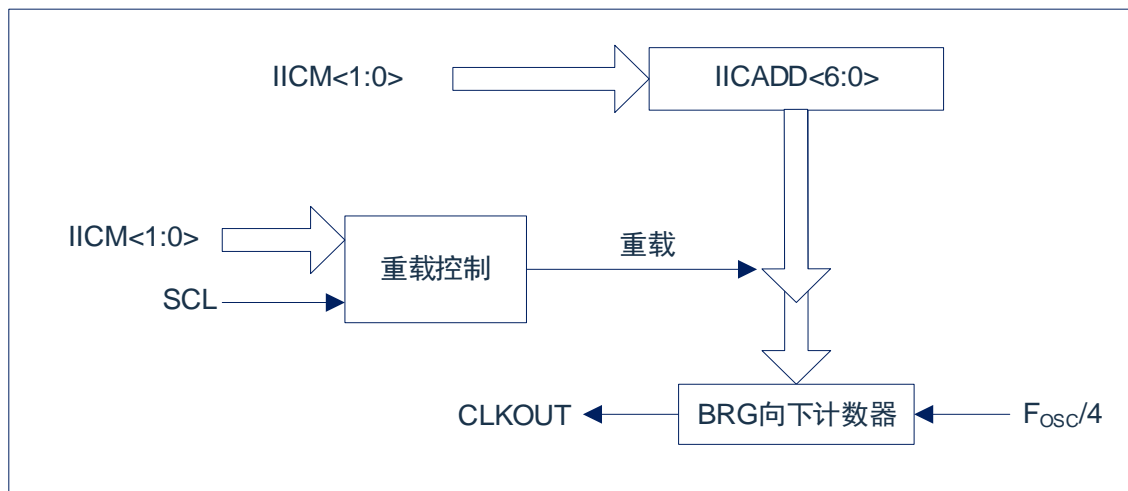 IICM<1:0>
IICADD<6:0>
IICM<1:0>
重载控制
重载
SCL
CLKOUT
BRG向下计数器
FOSC/4